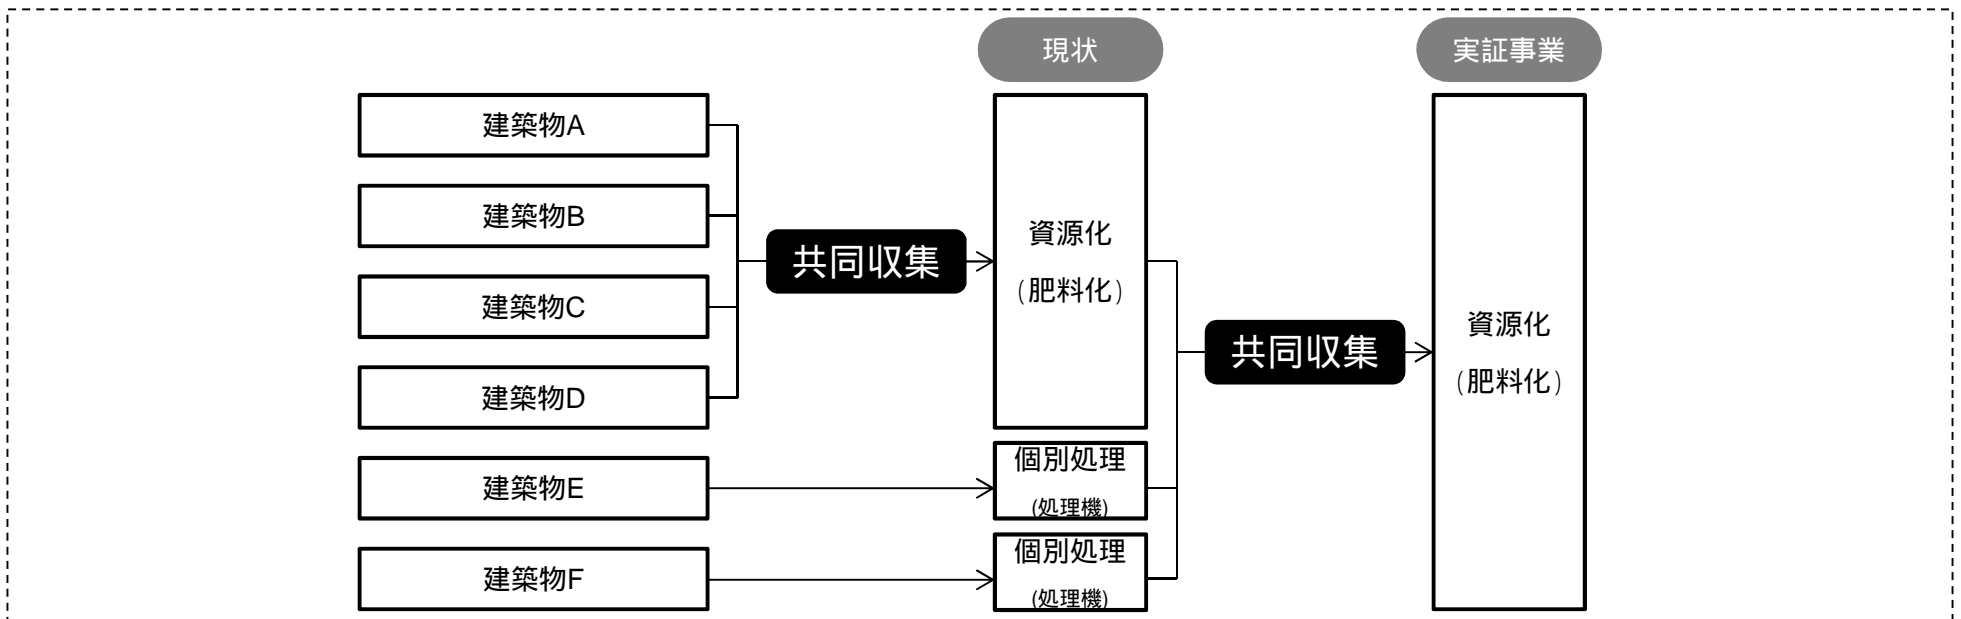 現状
実証事業
建築物A
建築物B
建築物C
建築物D
建築物E
建築物F
共同収集
資源化
(肥料化)
個別処理
(処理機)
個別処理
(処理機)
共同収集
資源化
(肥料化)